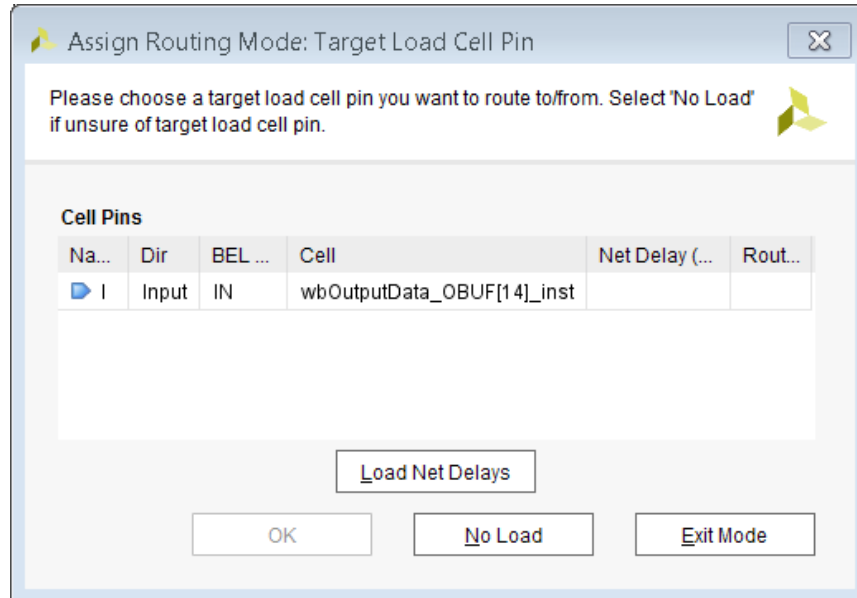 Assign Routing Mode: Target Load Cell Pin
Please choose a target load cell pin you want to route to/from. Select 'No Load'
if unsure of target load cell pin.
Cell Pins
Na... Dir BEL ... Cell Net Delay (... Rout...
I Input IN wbOutputData_OBUF[14]_inst
Load Net Delays
OK No Load Exit Mode